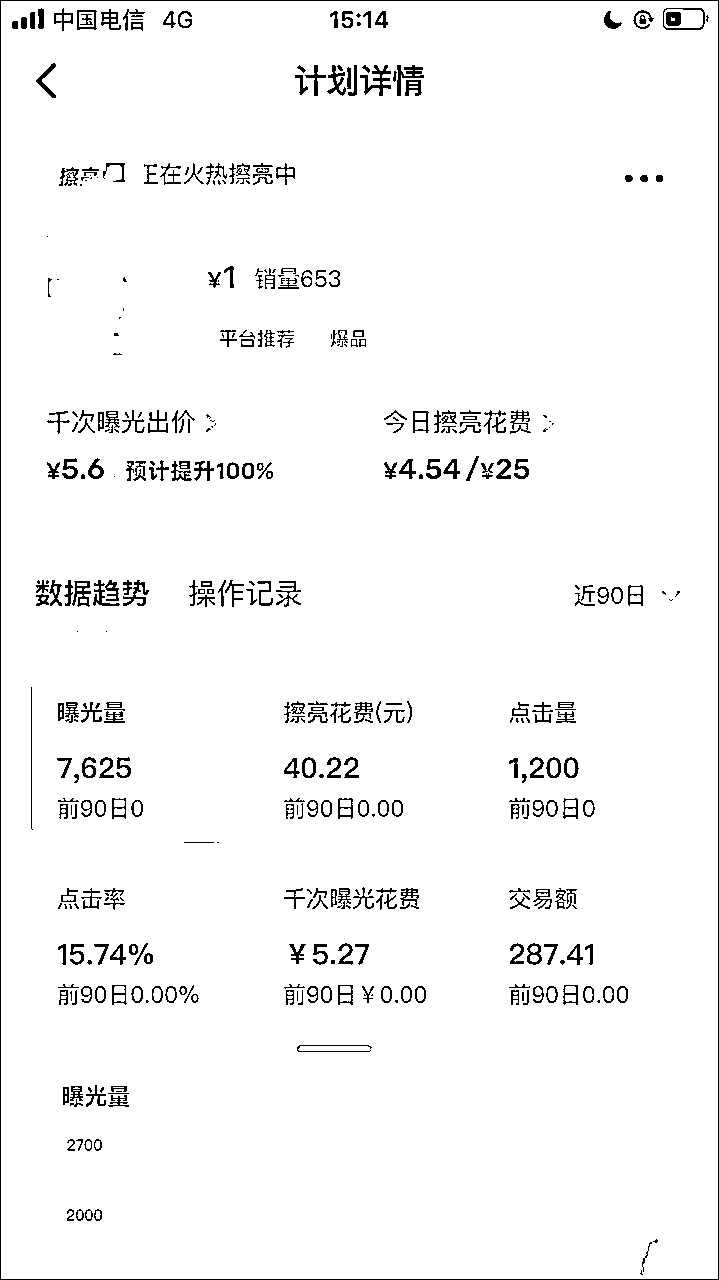 中国电信 4G 15:14
计划详情
擦亮 正在火热擦亮中
¥1 销量653
平台推荐 爆品
千次曝光出价 今日擦亮花费
¥5.6 预计提升100% ¥4.54/¥25
数据趋势 操作记录 近90日
曝光量 擦亮花费(元) 点击量
7,625 40.22 1,200
前90日0 前90日0.00 前90日0
点击率 千次曝光花费 交易额
15.74% ¥5.27 287.41
前90日0.00% 前90日¥0.00 前90日0.00
曝光量
2700
2000